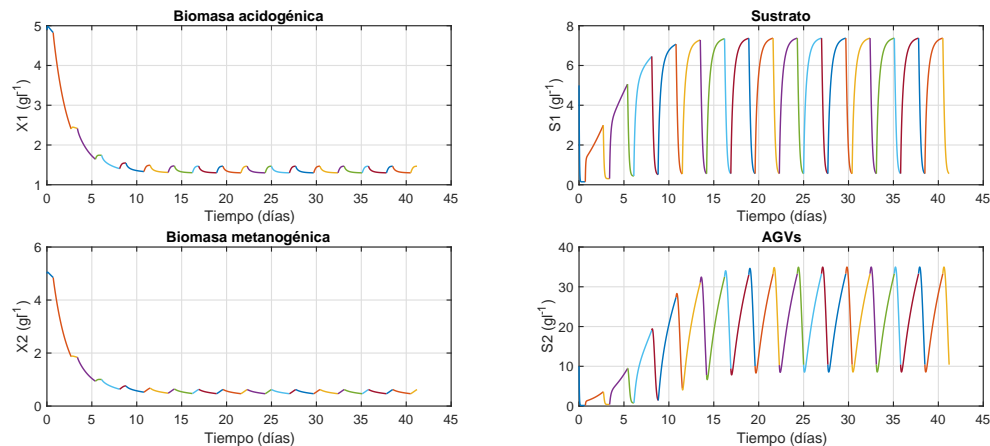 Biomasa acidogénica
5
4
3
2
1
X1 (gl⁻¹)
0 5 10 15 20 25 30 35 40 45
Tiempo (días)
Sustrato
8
6
4
2
0
S1 (gl⁻¹)
0 5 10 15 20 25 30 35 40 45
Tiempo (días)
Biomasa metanogénica
6
4
2
0
X2 (gl⁻¹)
0 5 10 15 20 25 30 35 40 45
Tiempo (días)
AGVs
40
30
20
10
0
S2 (gl⁻¹)
0 5 10 15 20 25 30 35 40 45
Tiempo (días)